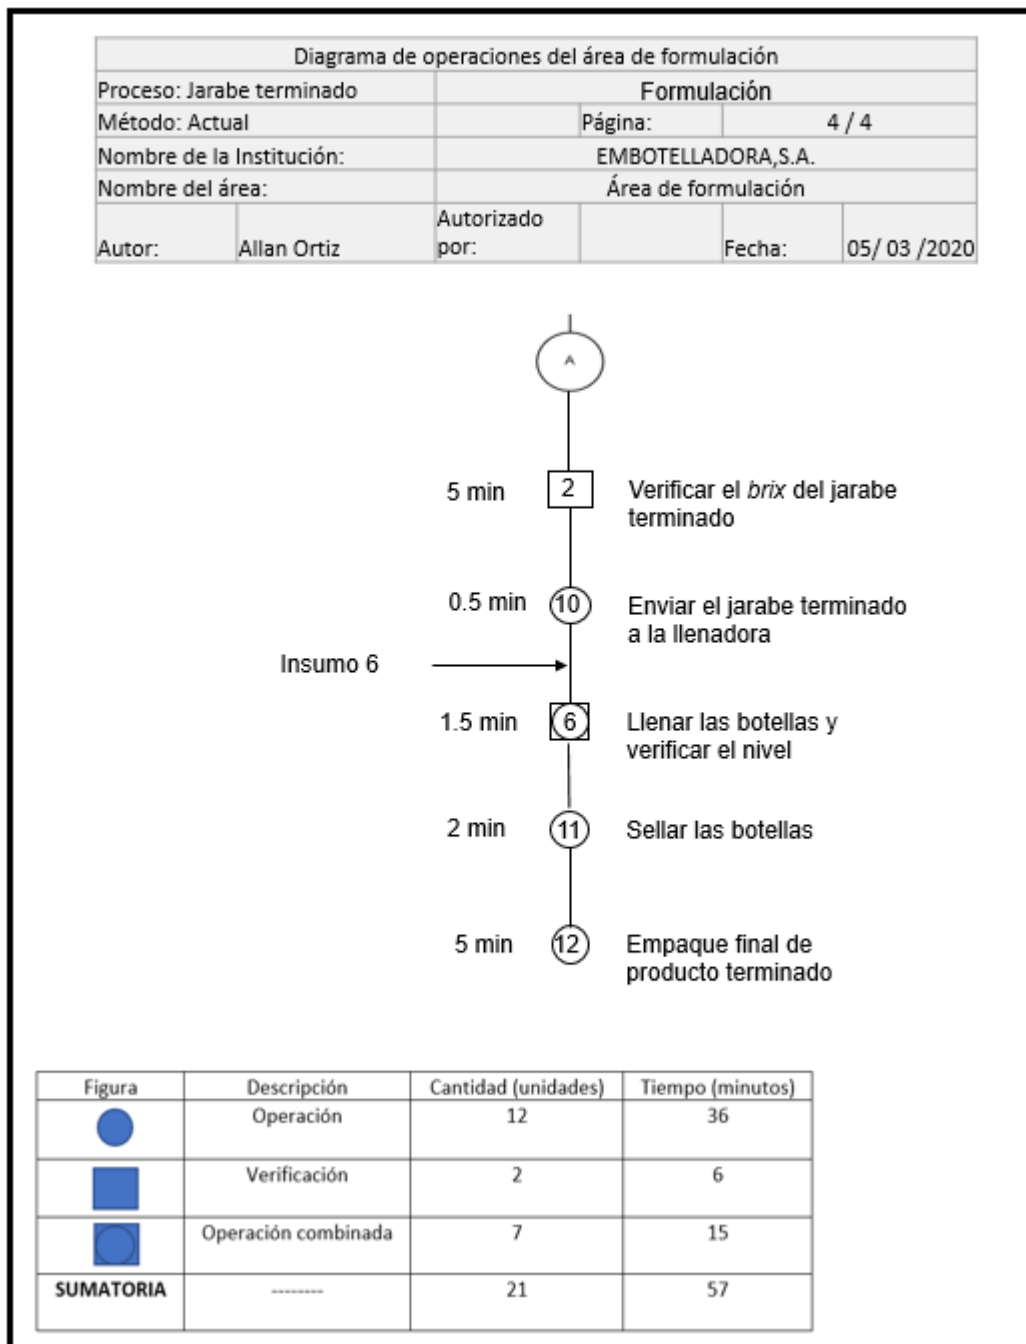 Diagrama de operaciones del área de formulación
Proceso: Jarabe terminado Formulación
Método: Actual Página: 4 / 4
Nombre de la Institución: EMBOTELLADORA,S.A.
Nombre del área: Área de formulación
Autor: Allan Ortiz Autorizado por: Fecha: 05/ 03 /2020
A
5 min 2 Verificar el brix del jarabe
terminado
0.5 min 10 Enviar el jarabe terminado
a la llenadora
Insumo 6
1.5 min 6 Llenar las botellas y
verificar el nivel
2 min 11 Sellar las botellas
5 min 12 Empaque final de
producto terminado
Figura Descripción Cantidad (unidades) Tiempo (minutos)
Operación 12 36
Verificación 2 6
Operación combinada 7 15
SUMATORIA -------- 21 57